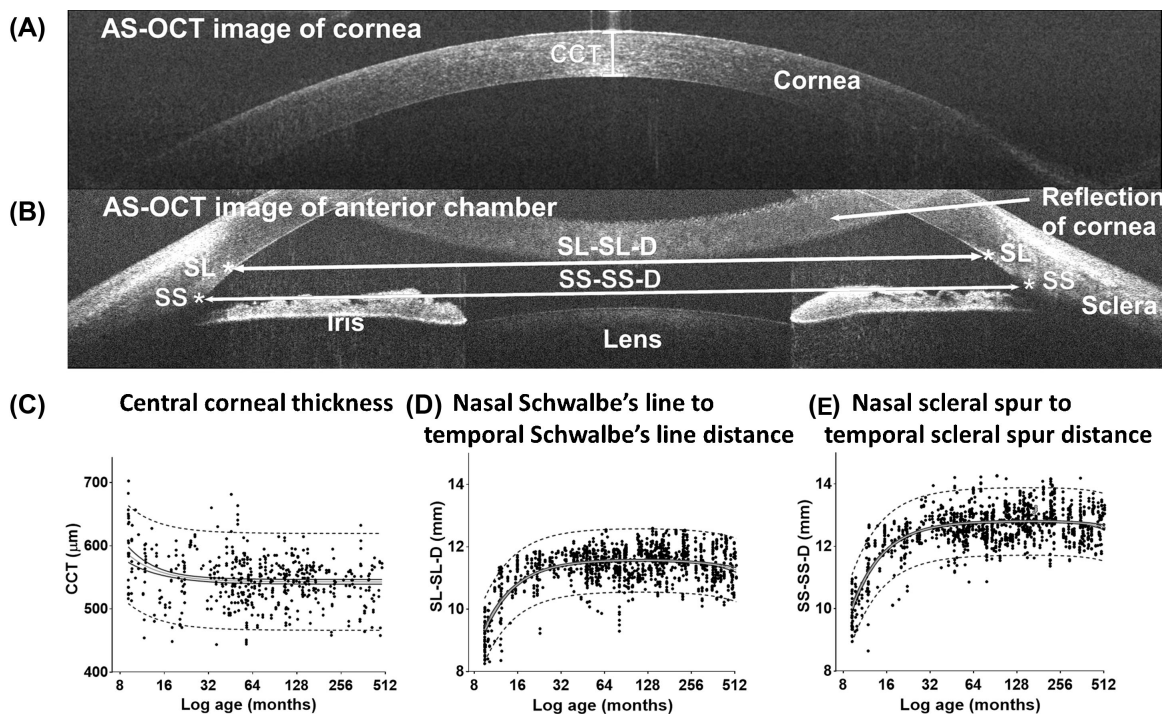 (A)
AS-OCT image of cornea
CCT
Cornea
(B)
AS-OCT image of anterior chamber
Reflection
of cornea
SL-SL-D
SL * * SL
SS-SS-D
SS * * SS
Sclera
Iris
Lens
(C) Central corneal thickness
(D) Nasal Schwalbe's line to
temporal Schwalbe's line distance
(E) Nasal scleral spur to
temporal scleral spur distance
CCT (μm)
700
600
500
400
8 16 32 64 128 256 512
Log age (months)
SL-SL-D (mm)
14
12
10
8
8 16 32 64 128 256 512
Log age (months)
SS-SS-D (mm)
14
12
10
8
8 16 32 64 128 256 512
Log age (months)